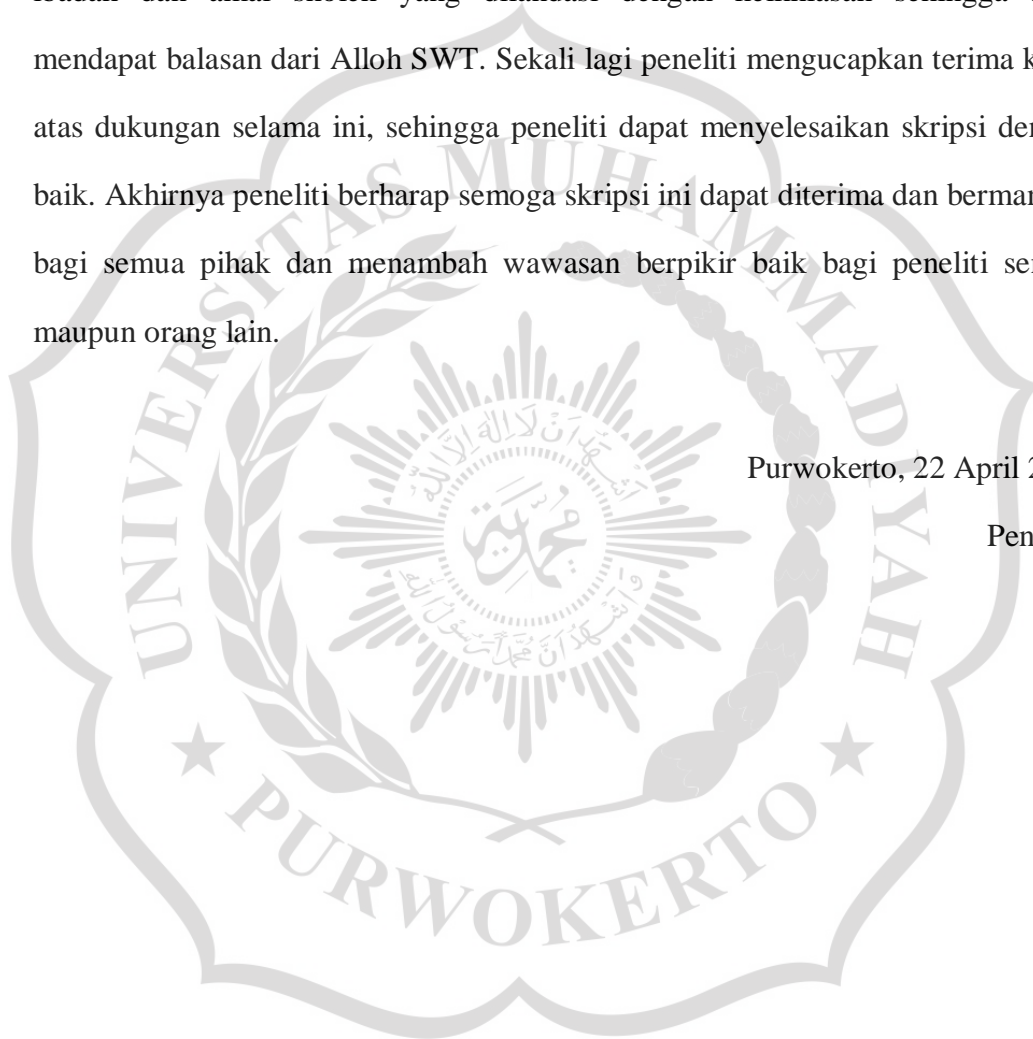 mendapat balasan dari Alloh SWT. Sekali lagi peneliti mengucapkan terima k
atas dukungan selama ini, sehingga peneliti dapat menyelesaikan skripsi de
baik. Akhirnya peneliti berharap semoga skripsi ini dapat diterima dan berma
bagi semua pihak dan menambah wawasan berpikir baik bagi peneliti se
maupun orang lain.
Purwokerto, 22 April 2
Pen
UNIVERSITAS MUHAMMADIYAH
PURWOKERTO